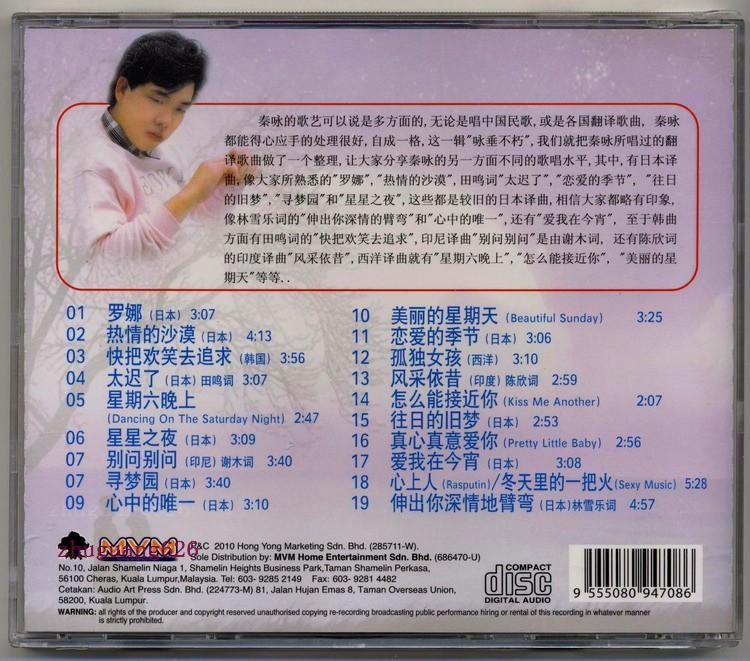 秦咏的歌艺可以说是多方面的,无论是唱中国民歌,或是各国翻译歌曲, 秦咏
都能得心应手的处理很好,自成一格,这一辑"咏垂不朽",我们就把秦咏所唱过的翻
译歌曲做了一个整理,让大家分享秦咏的另一方面不同的歌唱水平,其中,有日本译
曲,像大家所熟悉的"罗娜","热情的沙漠",田鸣词"太迟了","恋爱的季节", "往日
的旧梦","寻梦园"和"星星之夜",这些都是较旧的日本译曲,相信大家都略有印象,
像林雪乐词的"伸出你深情的臂弯"和"心中的唯一",还有"爱我在今宵", 至于韩曲
方面有田鸣词的"快把欢笑去追求",印尼译曲"别问别问"是由谢木词, 还有陈欣词
的印度译曲"风采依昔",西洋译曲就有"星期六晚上","怎么能接近你", "美丽的星
期天"等等..
01 罗娜 (日本) 3:07
02 热情的沙漠 (日本) 4:13
03 快把欢笑去追求 (韩国) 3:56
04 太迟了 (日本) 田鸣词 3:07
05 星期六晚上
(Dancing On The Saturday Night) 2:47
06 星星之夜 (日本) 3:09
07 别问别问 (印尼) 谢木词 3:40
07 寻梦园 (日本) 3:40
09 心中的唯一 (日本) 3:10
10 美丽的星期天 (Beautiful Sunday) 3:25
11 恋爱的季节 (日本) 3:06
12 孤独女孩 (西洋) 3:10
13 风采依昔 (印度) 陈欣词 2:59
14 怎么能接近你 (Kiss Me Another) 2:07
15 往日的旧梦 (日本) 2:53
16 真心真意爱你 (Pretty Little Baby) 2:56
17 爱我在今宵 (日本) 3:08
18 心上人 (Rasputin)/冬天里的一把火(Sexy Music) 5:28
19 伸出你深情地臂弯 (日本)林雪乐词 4:57
MVM
P&C 2010 Hong Yong Marketing Sdn. Bhd. (285711-W).
Sole Distribution by: MVM Home Entertainment Sdn. Bhd. (686470-U)
No.10, Jalan Shamelin Niaga 1, Shamelin Heights Business Park,Taman Shamelin Perkasa,
56100 Cheras, Kuala Lumpur,Malaysia. Tel: 603- 9285 2149 Fax: 603- 9281 4482
Cetakan: Audio Art Press Sdn. Bhd. (224773-M) 81, Jalan Hujan Emas 8, Taman Overseas Union,
58200, Kuala Lumpur.
WARNING: all rights of the producer and copyright reserved unauthorised copying re-recording broadcasting public performance hiring or rental of this recording in whatever manner
is strictly prohibited.
COMPACT
disc
DIGITAL AUDIO
9 555080 947086